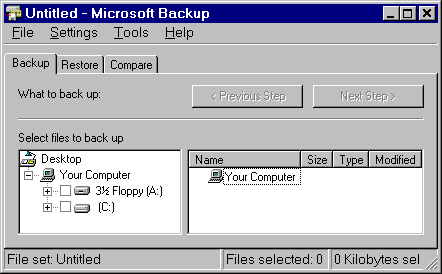 Untitled - Microsoft Backup
File Settings Tools Help
Backup Restore Compare
What to back up: < Previous Step Next Step >
Select files to back up
Desktop
Your Computer
3½ Floppy (A:)
(C:)
Name Size Type Modified
Your Computer
File set: Untitled Files selected: 0 0 Kilobytes sel